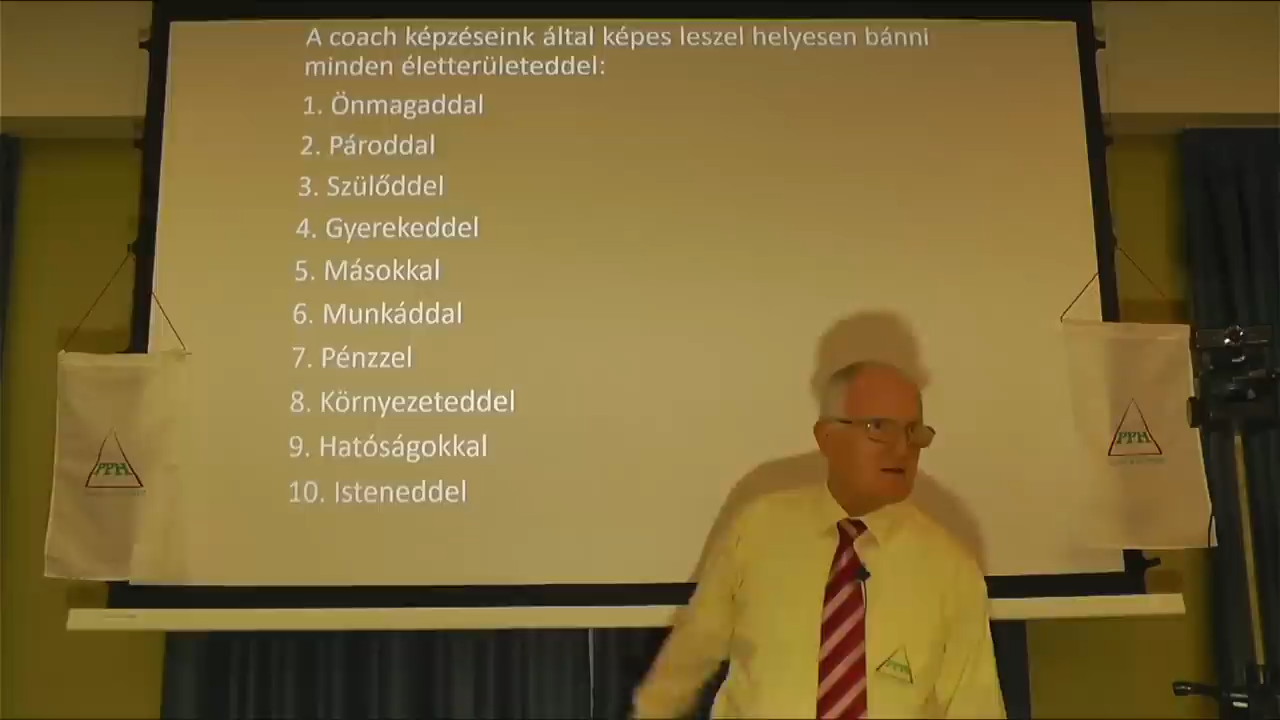 A coach képzéseink által képes leszel helyesen bánni
minden életterületeddel:
1. Önmagaddal
2. Pároddal
3. Szülőddel
4. Gyerekeddel
5. Másokkal
6. Munkáddal
7. Pénzzel
8. Környezeteddel
9. Hatóságokkal
10. Isteneddel
PPH
PPH
PPH